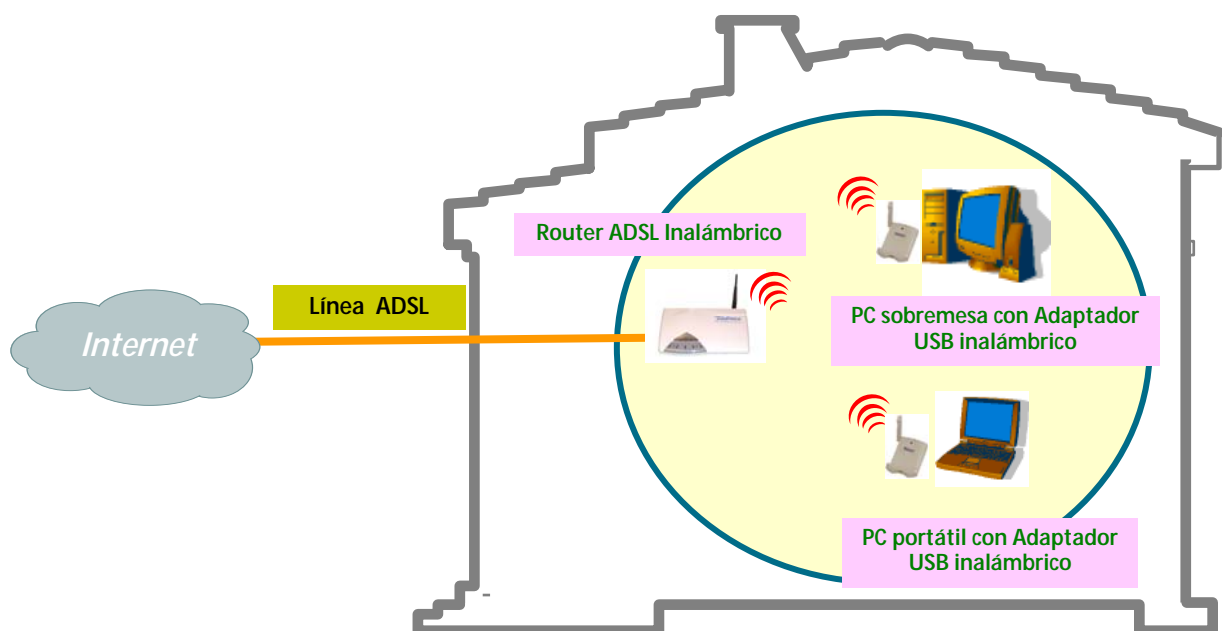 Router ADSL Inalámbrico
Línea ADSL
Internet
PC sobremesa con Adaptador
USB inalámbrico
PC portátil con Adaptador
USB inalámbrico